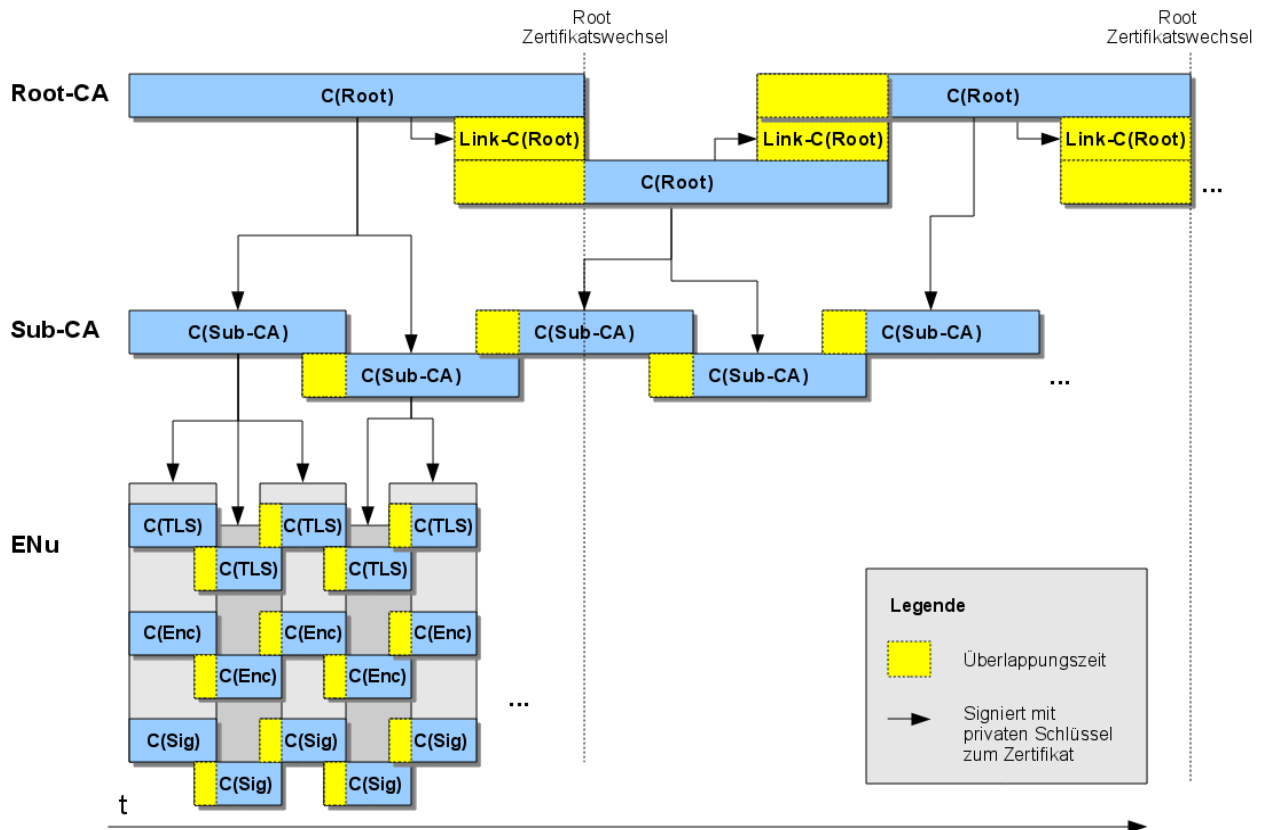 Root
Zertifikatswechsel
Root
Zertifikatswechsel
Root-CA
C(Root)
C(Root)
Link-C(Root)
Link-C(Root)
Link-C(Root)
C(Root)
...
Sub-CA
C(Sub-CA)
C(Sub-CA)
C(Sub-CA)
C(Sub-CA)
C(Sub-CA)
...
ENu
C(TLS)
C(TLS)
C(TLS)
C(TLS)
C(TLS)
C(Enc)
C(Enc)
C(Enc)
C(Enc)
C(Enc)
...
C(Sig)
C(Sig)
C(Sig)
C(Sig)
C(Sig)
Legende
Überlappungszeit
Signiert mit
privaten Schlüssel
zum Zertifikat
t